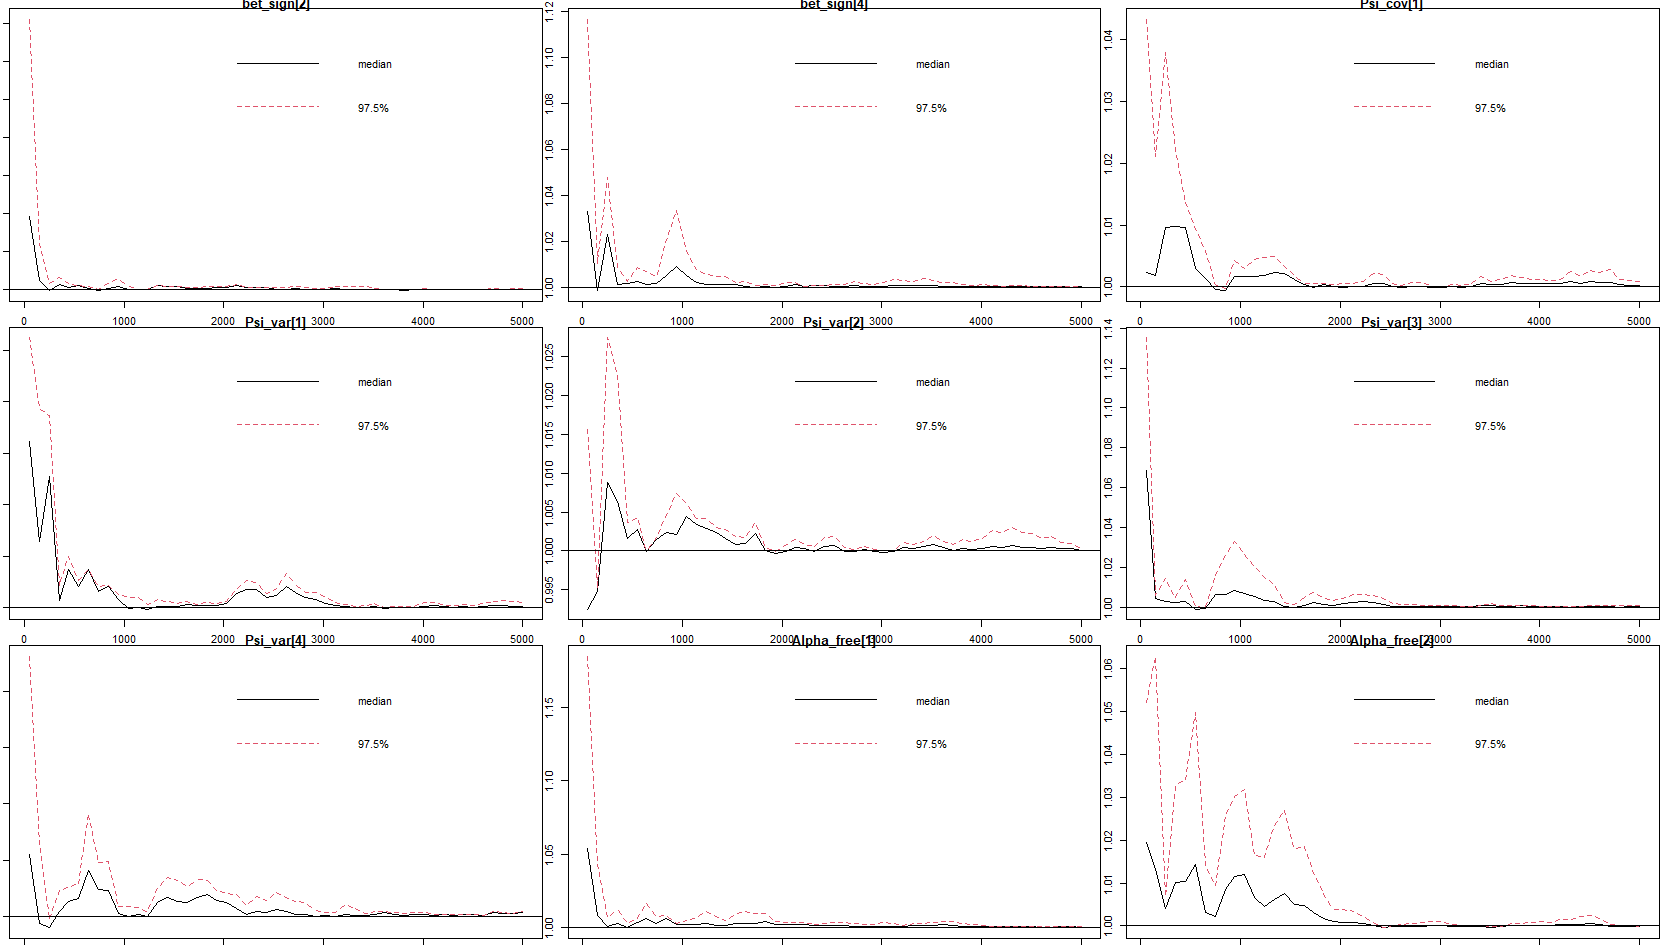 bet_sign[2]
median
97.5%
0 1000 2000 3000 4000 5000
bet_sign[4]
1.12
1.10
1.08
1.06
1.04
1.02
1.00
median
97.5%
0 1000 2000 3000 4000 5000
Psi_cov[1]
1.04
1.03
1.02
1.01
1.00
median
97.5%
0 1000 2000 3000 4000 5000
Psi_var[1]
median
97.5%
0 1000 2000 3000 4000 5000
Psi_var[2]
1.025
1.020
1.015
1.010
1.005
1.000
0.995
median
97.5%
0 1000 2000 3000 4000 5000
Psi_var[3]
1.14
1.12
1.10
1.08
1.06
1.04
1.02
1.00
median
97.5%
0 1000 2000 3000 4000 5000
Psi_var[4]
median
97.5%
Alpha_free[1]
1.15
1.10
1.05
1.00
median
97.5%
Alpha_free[2]
1.06
1.05
1.04
1.03
1.02
1.01
1.00
median
97.5%